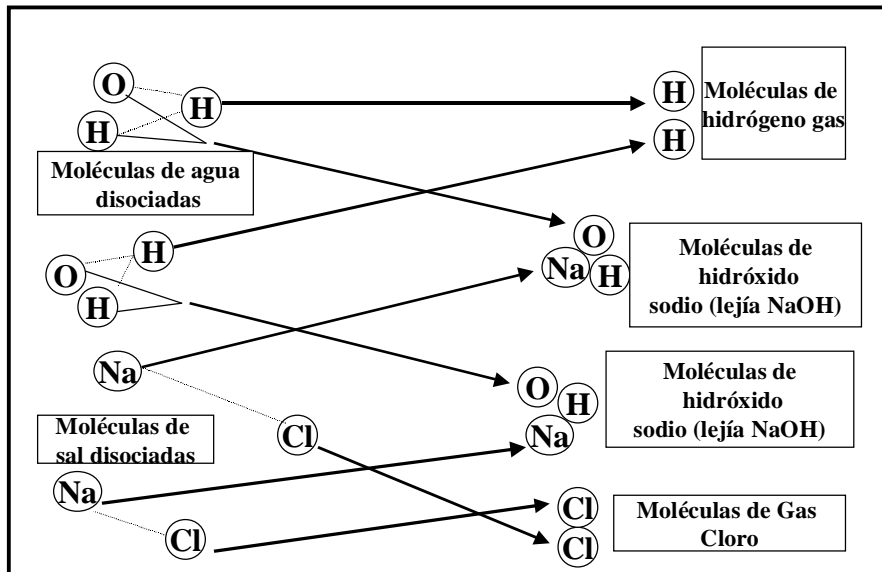 O
H
H
Moléculas de agua
disociadas
H
H
Moléculas de
hidrógeno gas
H
O
H
O
Na
H
Moléculas de
hidróxido
sodio (lejía NaOH)
Na
Cl
O
H
Na
Moléculas de
hidróxido
sodio (lejía NaOH)
Moléculas de
sal disociadas
Na
Cl
Cl
Cl
Moléculas de Gas
Cloro